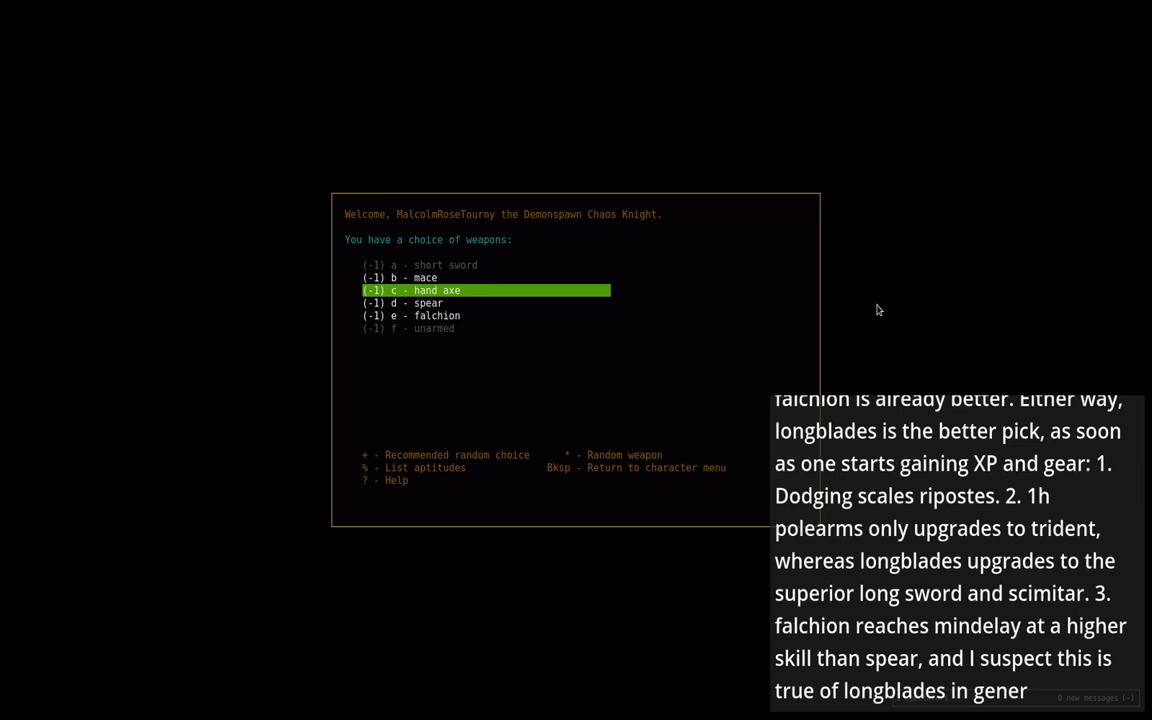 Welcome, MalcolmRoseTourny the Demonspawn Chaos Knight.
You have a choice of weapons:
(-1) a - short sword
(-1) b - mace
(-1) c - hand axe
(-1) d - spear
(-1) e - falchion
(-1) f - unarmed
+ - Recommended random choice * - Random weapon
% - List aptitudes Bksp - Return to character menu
? - Help
falchion is already better. Either way,
longblades is the better pick, as soon
as one starts gaining XP and gear: 1.
Dodging scales ripostes. 2. 1h
polearms only upgrades to trident,
whereas longblades upgrades to the
superior long sword and scimitar. 3.
falchion reaches mindelay at a higher
skill than spear, and I suspect this is
true of longblades in gener
0 new messages (-)